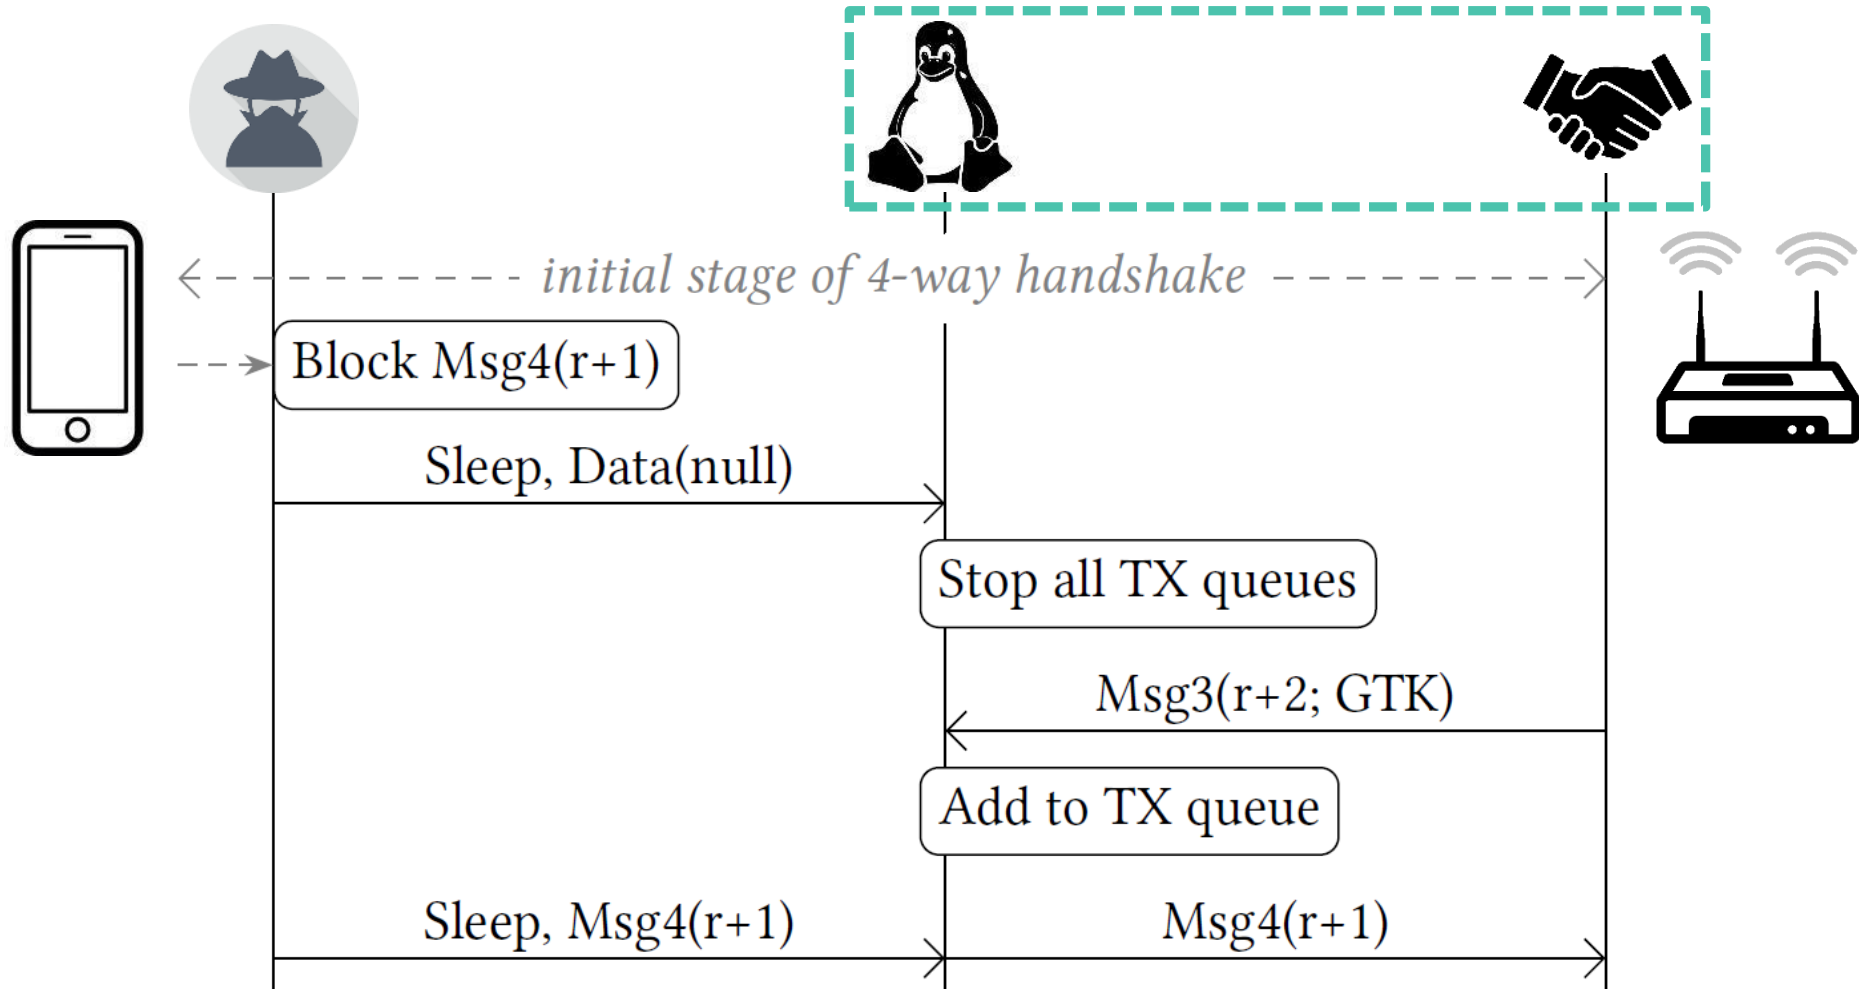 initial stage of 4-way handshake
Block Msg4(r+1)
Sleep, Data(null)
Stop all TX queues
Msg3(r+2; GTK)
Add to TX queue
Sleep, Msg4(r+1)
Msg4(r+1)